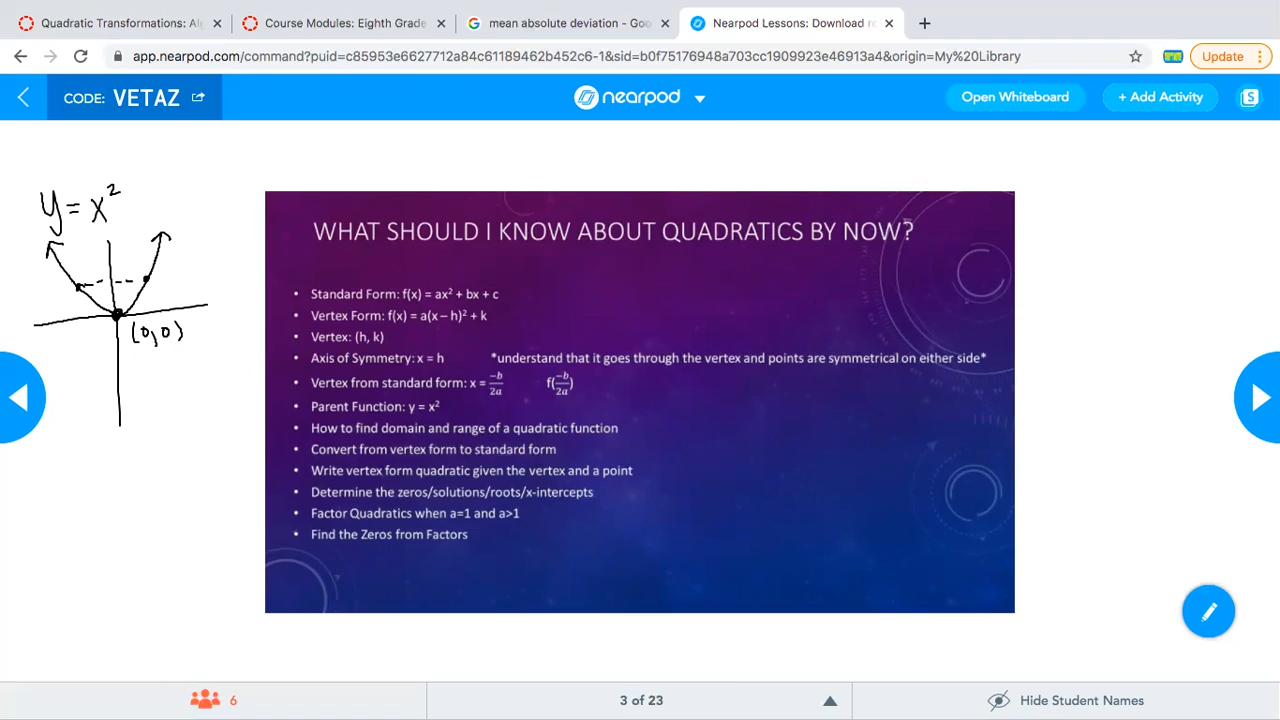 Quadratic Transformations: Al
Course Modules: Eighth Grade
mean absolute deviation - Goo
Nearpod Lessons: Download re
app.nearpod.com/command?puid=c85953e6627712a84c61189462b452c6-1&sid=b0f75176948a703cc1909923e46913a4&origin=My%20Library
Update
CODE: VETAZ
nearpod
Open Whiteboard
+ Add Activity
S
y = x²
(0,0)
WHAT SHOULD I KNOW ABOUT QUADRATICS BY NOW?
• Standard Form: f(x) = ax² + bx + c
• Vertex Form: f(x) = a(x – h)² + k
• Vertex: (h, k)
• Axis of Symmetry: x = h *understand that it goes through the vertex and points are symmetrical on either side*
• Vertex from standard form: x = −b/2a f(−b/2a)
• Parent Function: y = x²
• How to find domain and range of a quadratic function
• Convert from vertex form to standard form
• Write vertex form quadratic given the vertex and a point
• Determine the zeros/solutions/roots/x-intercepts
• Factor Quadratics when a=1 and a>1
• Find the Zeros from Factors
6
3 of 23
Hide Student Names